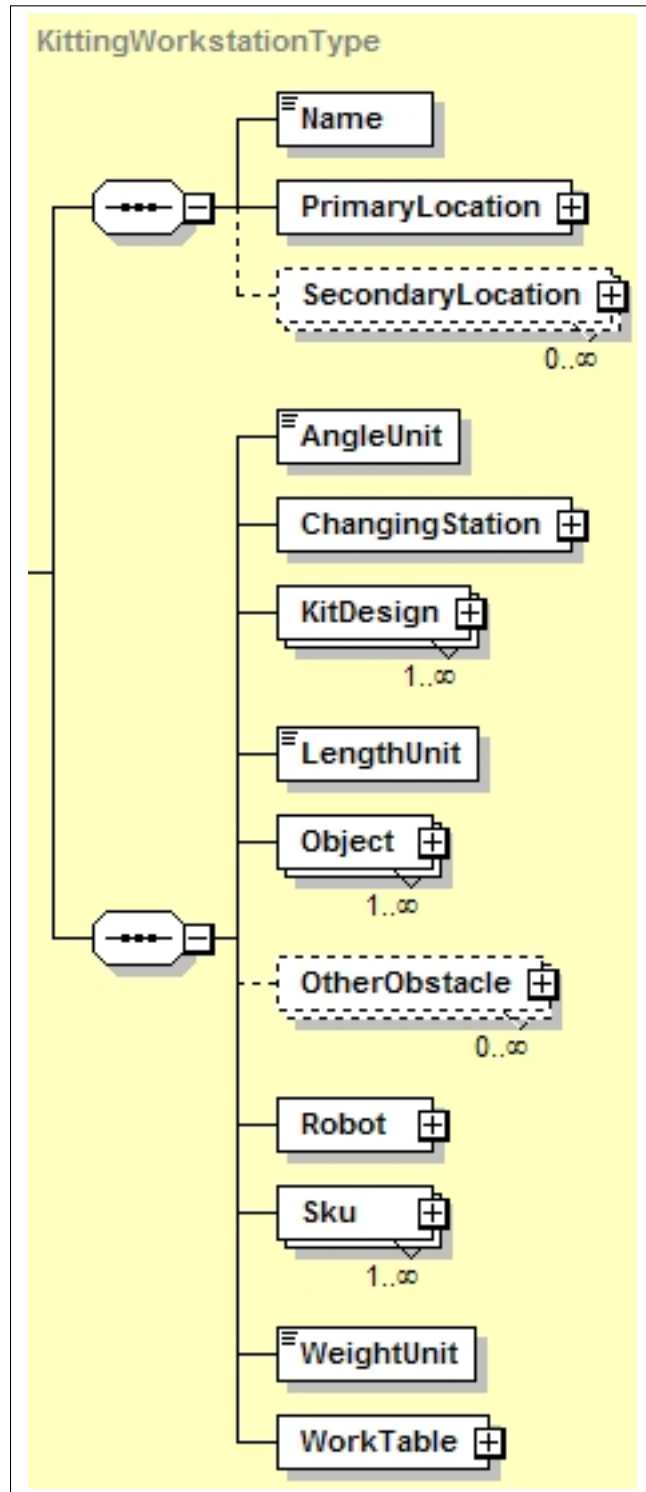 KittingWorkstationType
Name
PrimaryLocation
SecondaryLocation
0..∞
AngleUnit
ChangingStation
KitDesign
1..∞
LengthUnit
Object
1..∞
OtherObstacle
0..∞
Robot
Sku
1..∞
WeightUnit
WorkTable